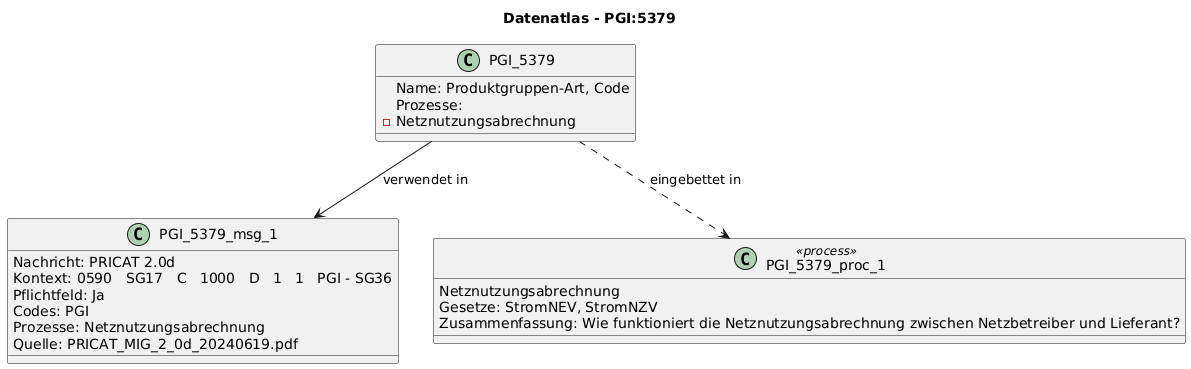 Datenatlas - PGI:5379
C PGI_5379
Name: Produktgruppen-Art, Code
Prozesse:
Netznutzungsabrechnung
verwendet in
eingebettet in
C PGI_5379_msg_1
Nachricht: PRICAT 2.0d
Kontext: 0590 SG17 C 1000 D 1 1 PGI - SG36
Pflichtfeld: Ja
Codes: PGI
Prozesse: Netznutzungsabrechnung
Quelle: PRICAT_MIG_2_0d_20240619.pdf
«process»
C PGI_5379_proc_1
Netznutzungsabrechnung
Gesetze: StromNEV, StromNZV
Zusammenfassung: Wie funktioniert die Netznutzungsabrechnung zwischen Netzbetreiber und Lieferant?